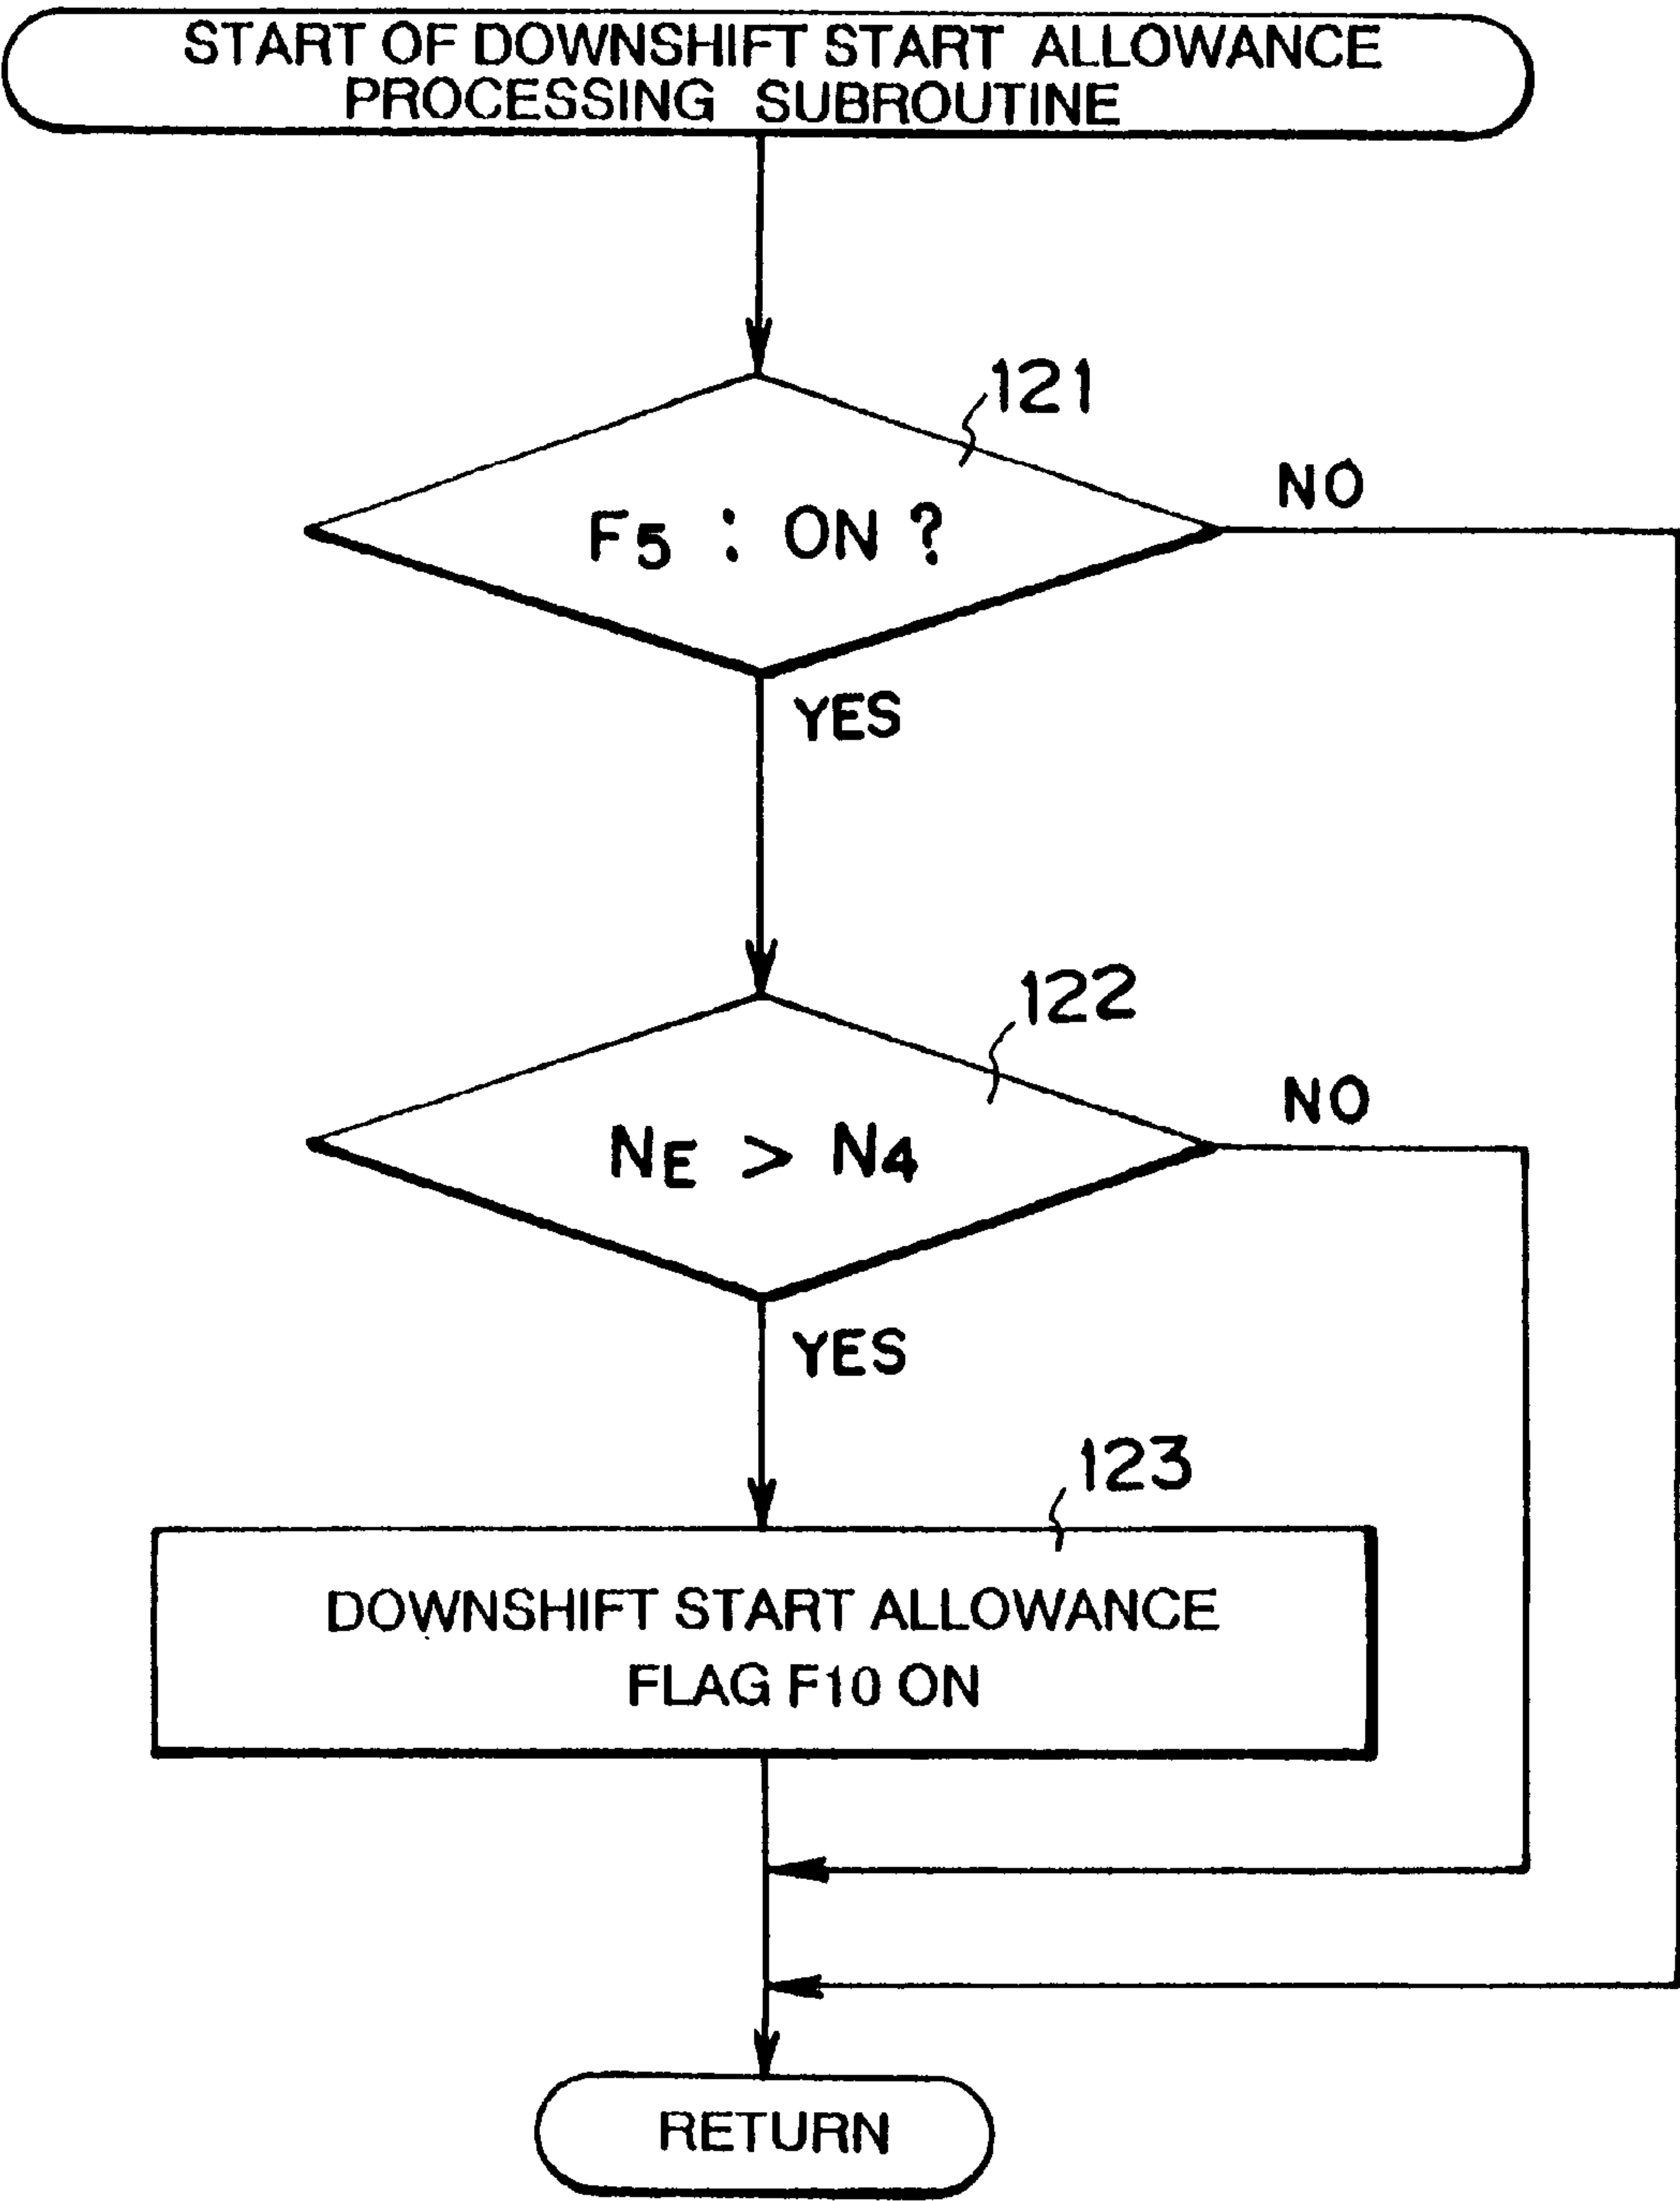 START OF DOWNSHIFT START ALLOWANCE
PROCESSING SUBROUTINE
121
NO
F5 : ON ?
YES
122
NO
NE > N4
YES
123
DOWNSHIFT START ALLOWANCE
FLAG F10 ON
RETURN